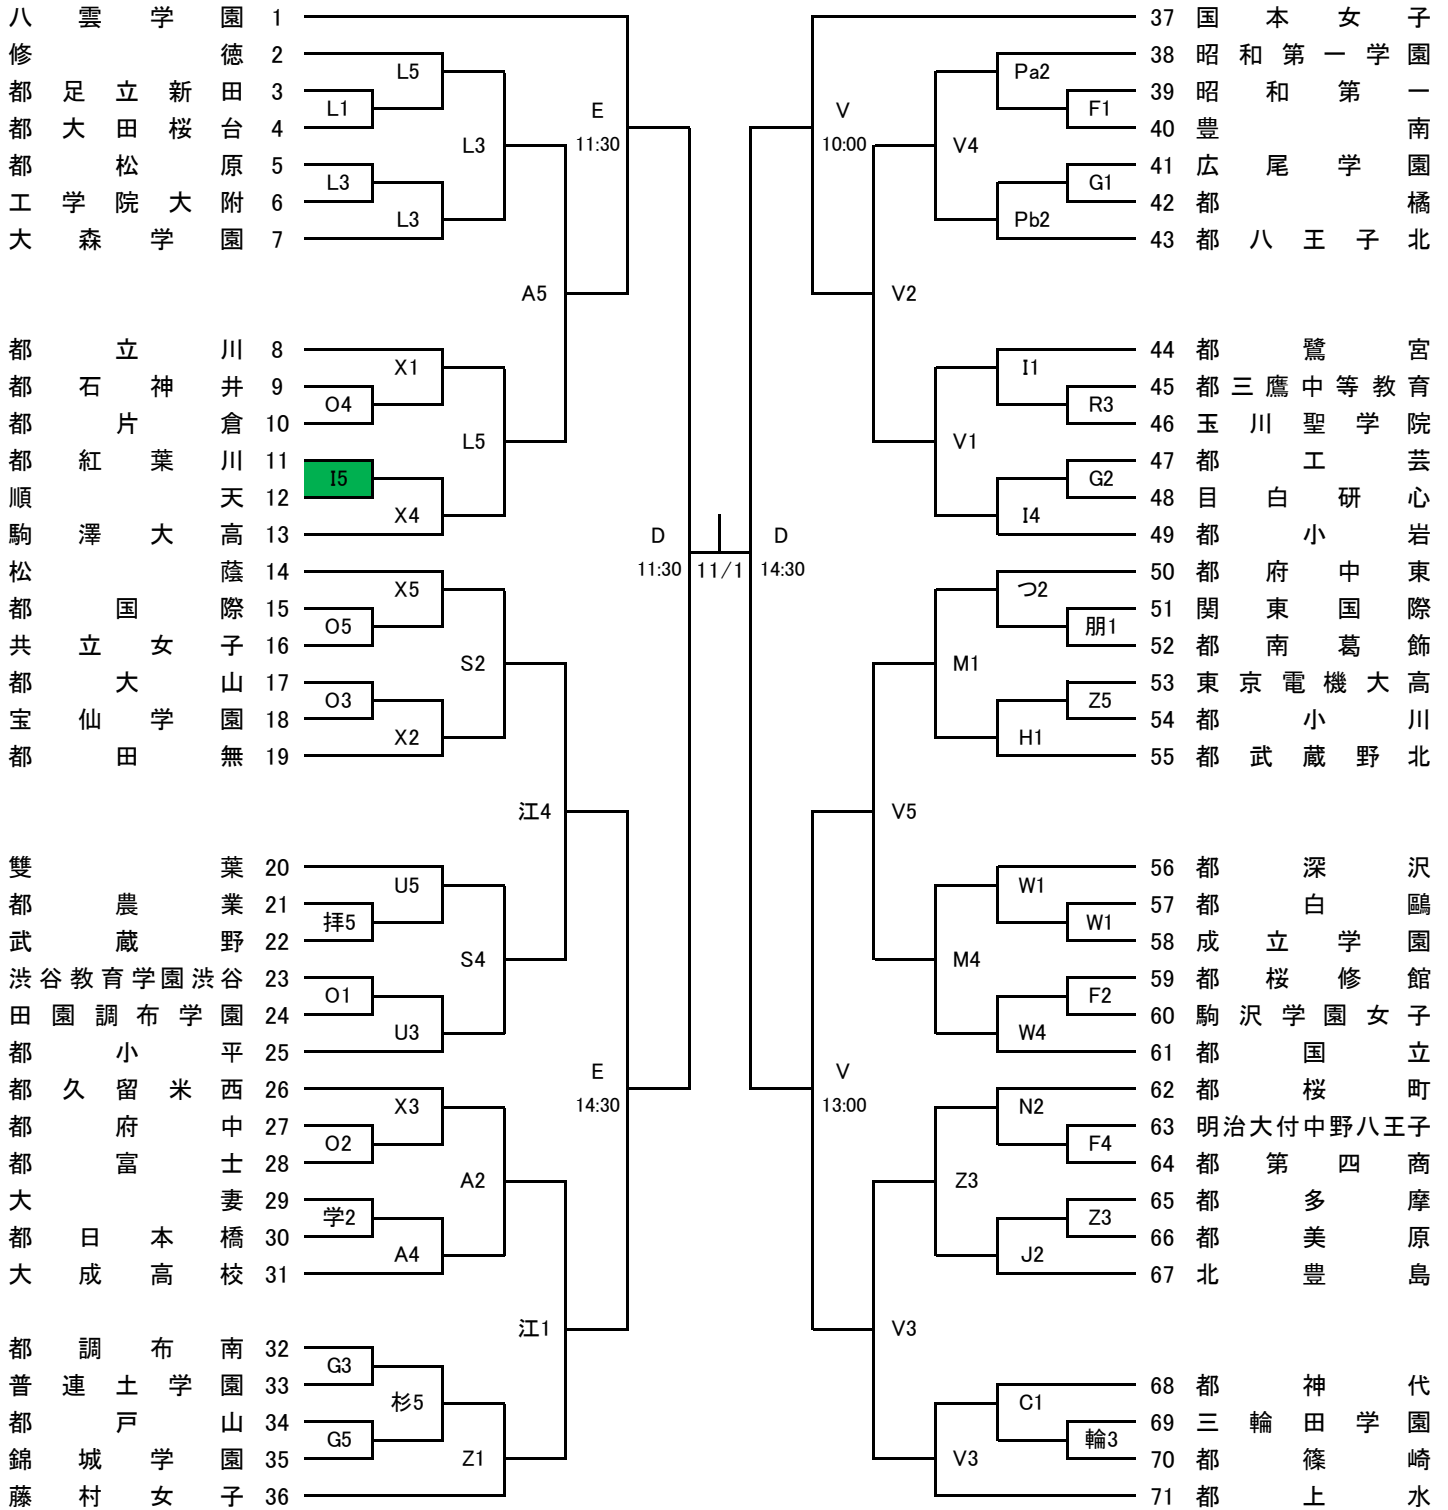 八雲学園 1
修徳 2
都足立新田 3
都大田桜台 4
都松原 5
工学院大附 6
大森学園 7
都立川 8
都石神井 9
都片倉 10
都紅葉川 11
順天 12
駒澤大高 13
松蔭 14
都国際 15
共立女子 16
都大山 17
宝仙学園 18
都田無 19
雙葉 20
都農業 21
武蔵野 22
渋谷教育学園渋谷 23
田園調布学園 24
都小平 25
都久留米西 26
都府中 27
都富士 28
大妻 29
都日本橋 30
大成高校 31
都調布南 32
普連土学園 33
都戸山 34
錦城学園 35
藤村女子 36
L5
L1
L3
L3
X1
O4
I5
X4
X5
O5
O3
X2
U5
拝5
O1
U3
X3
O2
学2
A4
G3
杉5
G5
L3
L5
S2
S4
A2
Z1
A5
江4
江1
E
11:30
E
14:30
D
11:30
11/1
D
14:30
V
10:00
V
13:00
V2
V5
V3
V4
V1
M1
M4
Z3
V3
Pa2
F1
G1
Pb2
I1
R3
G2
I4
つ2
朋1
Z5
H1
W1
W1
F2
W4
N2
F4
Z3
J2
C1
輪3
37 国本女子
38 昭和第一学園
39 昭和第一
40 豊南
41 広尾学園
42 都橘
43 都八王子北
44 都鷺宮
45 都三鷹中等教育
46 玉川聖学院
47 都工芸
48 目白研心
49 都小岩
50 都府中東
51 関東国際
52 都南葛飾
53 東京電機大高
54 都小川
55 都武蔵野北
56 都深沢
57 都白鷗
58 成立学園
59 都桜修館
60 駒沢学園女子
61 都国立
62 都桜町
63 明治大付中野八王子
64 都第四商
65 都多摩
66 都美原
67 北豊島
68 都神代
69 三輪田学園
70 都篠崎
71 都上水